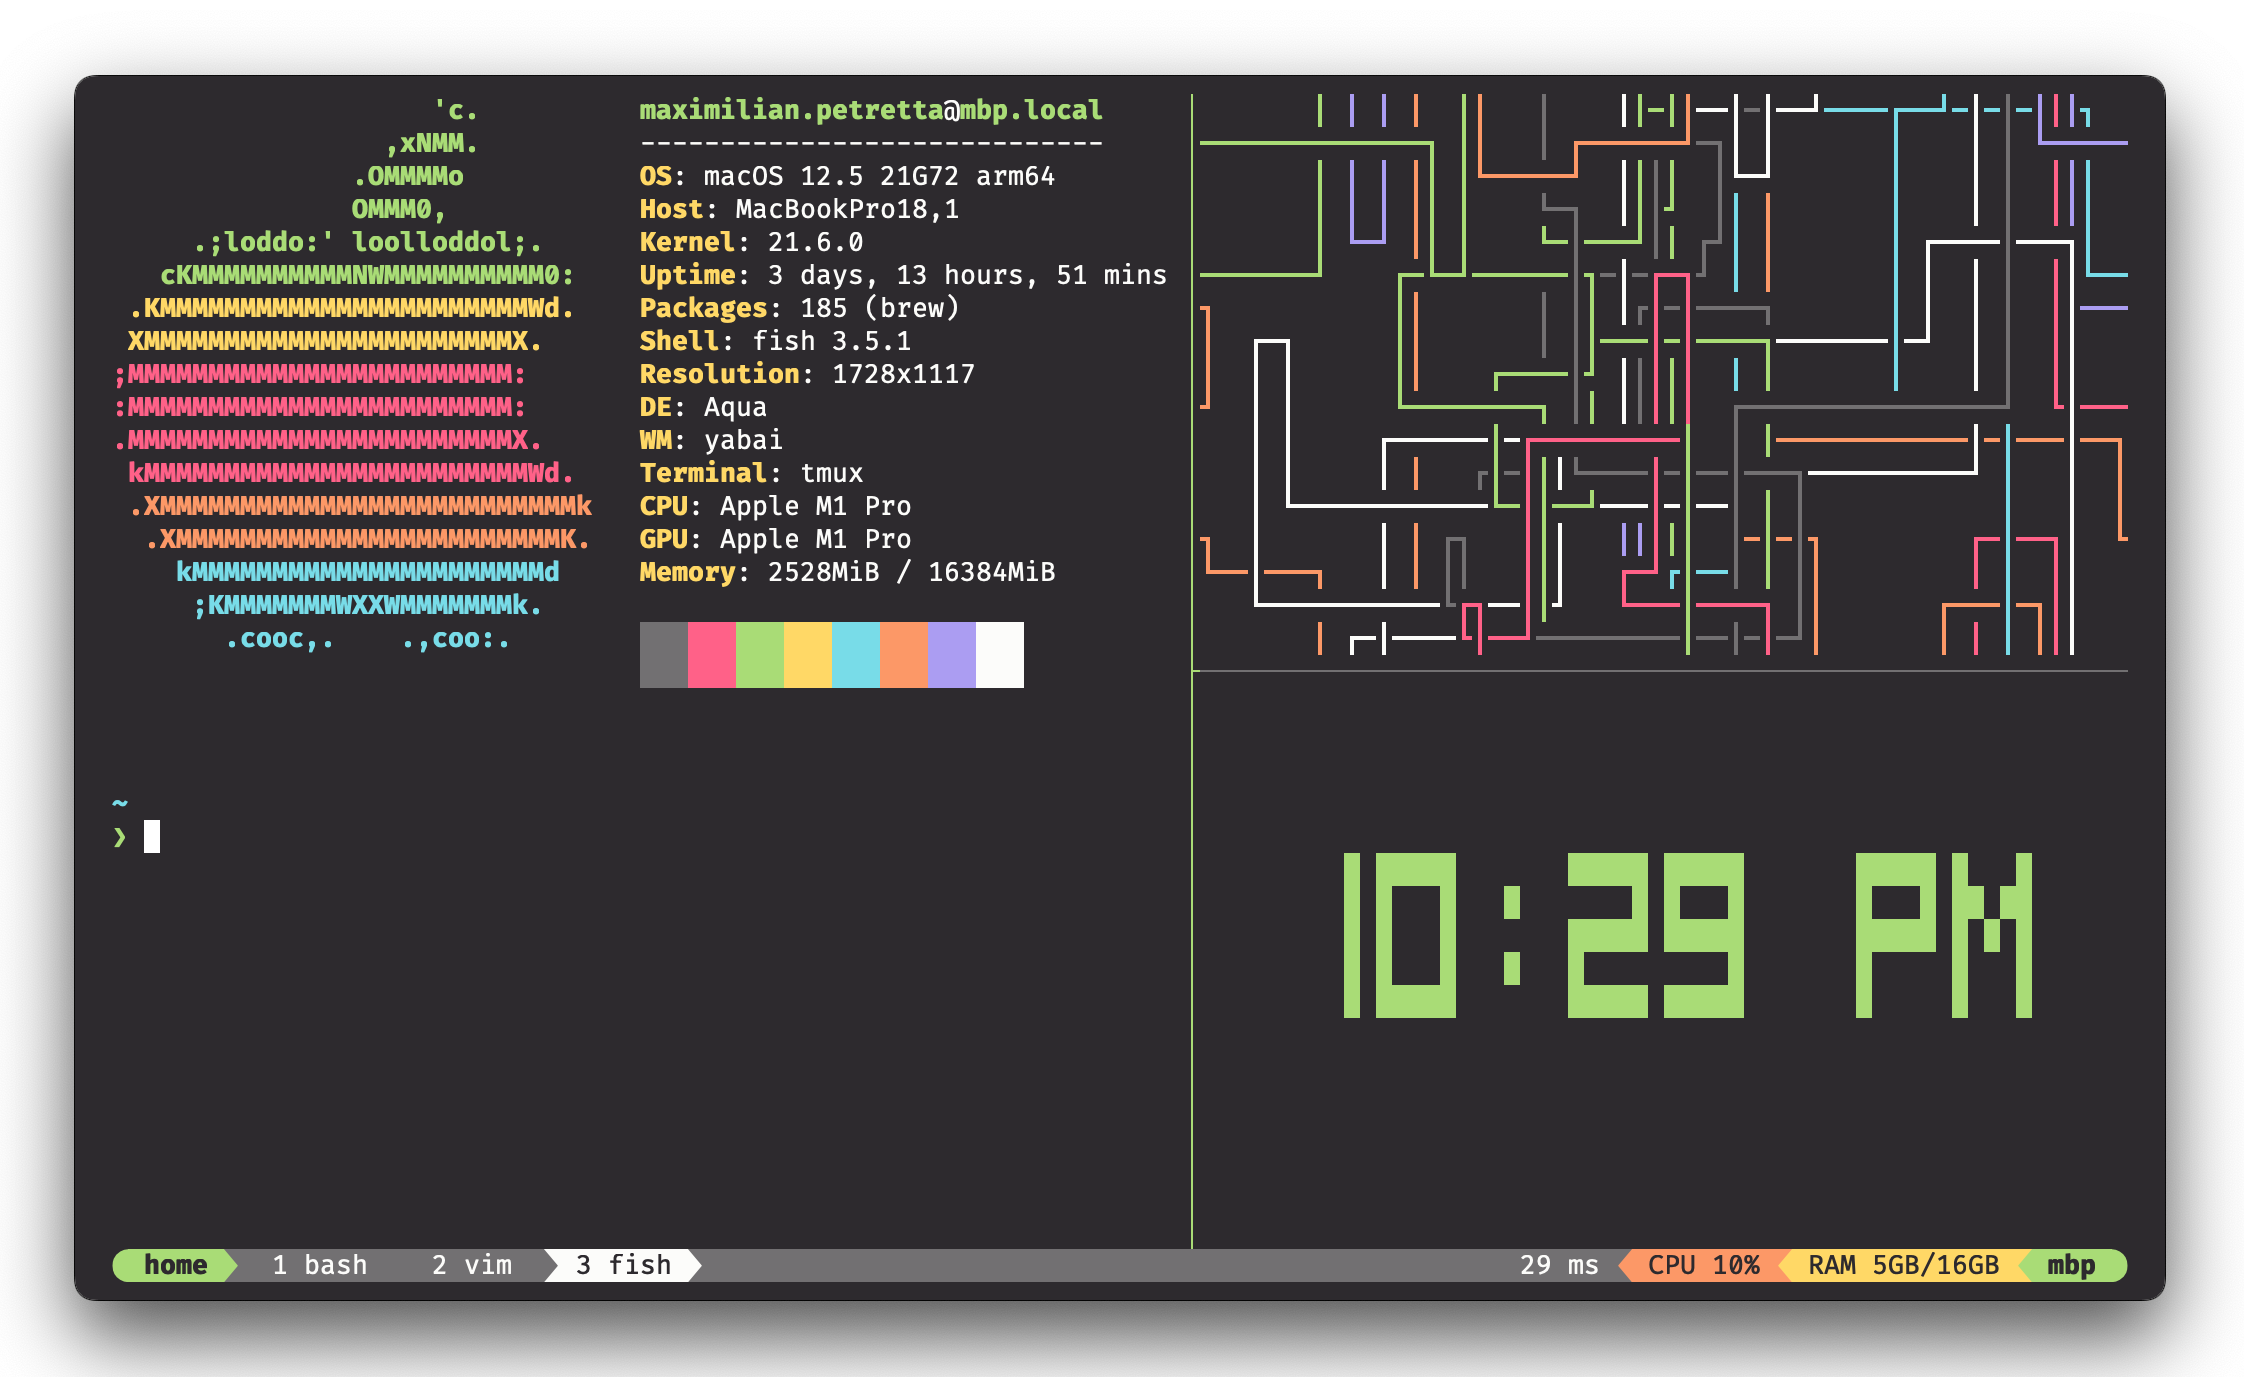 'c.
,xNMM.
.OMMMMo
OMMM0,
.;loddo:' loolloddol;.
cKMMMMMMMMMMNWMMMMMMMMMM0:
.KMMMMMMMMMMMMMMMMMMMMMMMWd.
XMMMMMMMMMMMMMMMMMMMMMMMX.
;MMMMMMMMMMMMMMMMMMMMMMMM:
:MMMMMMMMMMMMMMMMMMMMMMMM:
.MMMMMMMMMMMMMMMMMMMMMMMMX.
kMMMMMMMMMMMMMMMMMMMMMMMMWd.
.XMMMMMMMMMMMMMMMMMMMMMMMMMMk
.XMMMMMMMMMMMMMMMMMMMMMMMMK.
kMMMMMMMMMMMMMMMMMMMMMMd
;KMMMMMMMWXXWMMMMMMMk.
.cooc,.    .,coo:.
maximilian.petretta@mbp.local
-----------------------------
OS: macOS 12.5 21G72 arm64
Host: MacBookPro18,1
Kernel: 21.6.0
Uptime: 3 days, 13 hours, 51 mins
Packages: 185 (brew)
Shell: fish 3.5.1
Resolution: 1728x1117
DE: Aqua
WM: yabai
Terminal: tmux
CPU: Apple M1 Pro
GPU: Apple M1 Pro
Memory: 2528MiB / 16384MiB
~
❯
10:29 PM
home 1 bash 2 vim 3 fish 29 ms CPU 10% RAM 5GB/16GB mbp